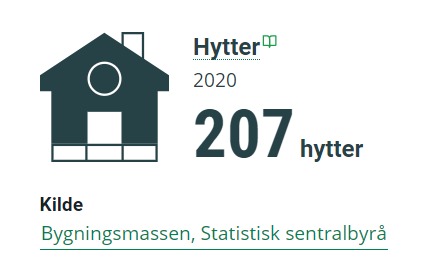 Hytter
2020
207 hytter
Kilde
Bygningsmassen, Statistisk sentralbyrå